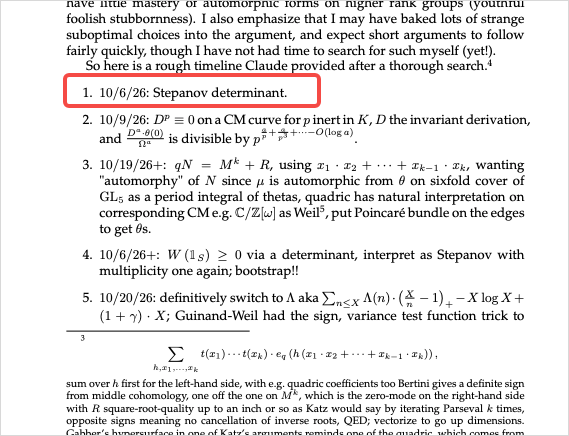 have little mastery of automorphic forms on higher rank groups (youthful
foolish stubbornness). I also emphasize that I may have baked lots of strange
suboptimal choices into the argument, and expect short arguments to follow
fairly quickly, though I have not had time to search for such myself (yet!).
So here is a rough timeline Claude provided after a thorough search.⁴
1. 10/6/26: Stepanov determinant.
2. 10/9/26: Dᵖ ≡ 0 on a CM curve for p inert in K, D the invariant derivation,
and Dᵃ·θ(0)/Ωᵃ is divisible by p^{a/p + a/p³ + ··· − O(log a)}.
3. 10/19/26+: qN = Mᵏ + R, using x₁ · x₂ + ··· + xₖ₋₁ · xₖ, wanting
"automorphy" of N since μ is automorphic from θ on sixfold cover of
GL₅ as a period integral of thetas, quadric has natural interpretation on
corresponding CM e.g. ℂ/ℤ[ω] as Weil⁵, put Poincaré bundle on the edges
to get θs.
4. 10/6/26+: W(𝟙_S) ≥ 0 via a determinant, interpret as Stepanov with
multiplicity one again; bootstrap!!
5. 10/20/26: definitively switch to Λ aka ∑_{n≤X} Λ(n)·(X/n − 1)₊ − X log X +
(1 + γ) · X; Guinand-Weil had the sign, variance test function trick to
3
∑_{h,x₁,...,xₖ} t(x₁)···t(xₖ)·e_q(h(x₁·x₂ + ··· + xₖ₋₁·xₖ)),
sum over h first for the left-hand side, with e.g. quadric coefficients too Bertini gives a definite sign
from middle cohomology, one off the one on Mᵏ, which is the zero-mode on the right-hand side
with R square-root-quality up to an inch or so as Katz would say by iterating Parseval k times,
opposite signs meaning no cancellation of inverse roots, QED; vectorize to go up dimensions.
Gabber's hypersurface in one of Katz's arguments reminds one of the quadric, which comes from